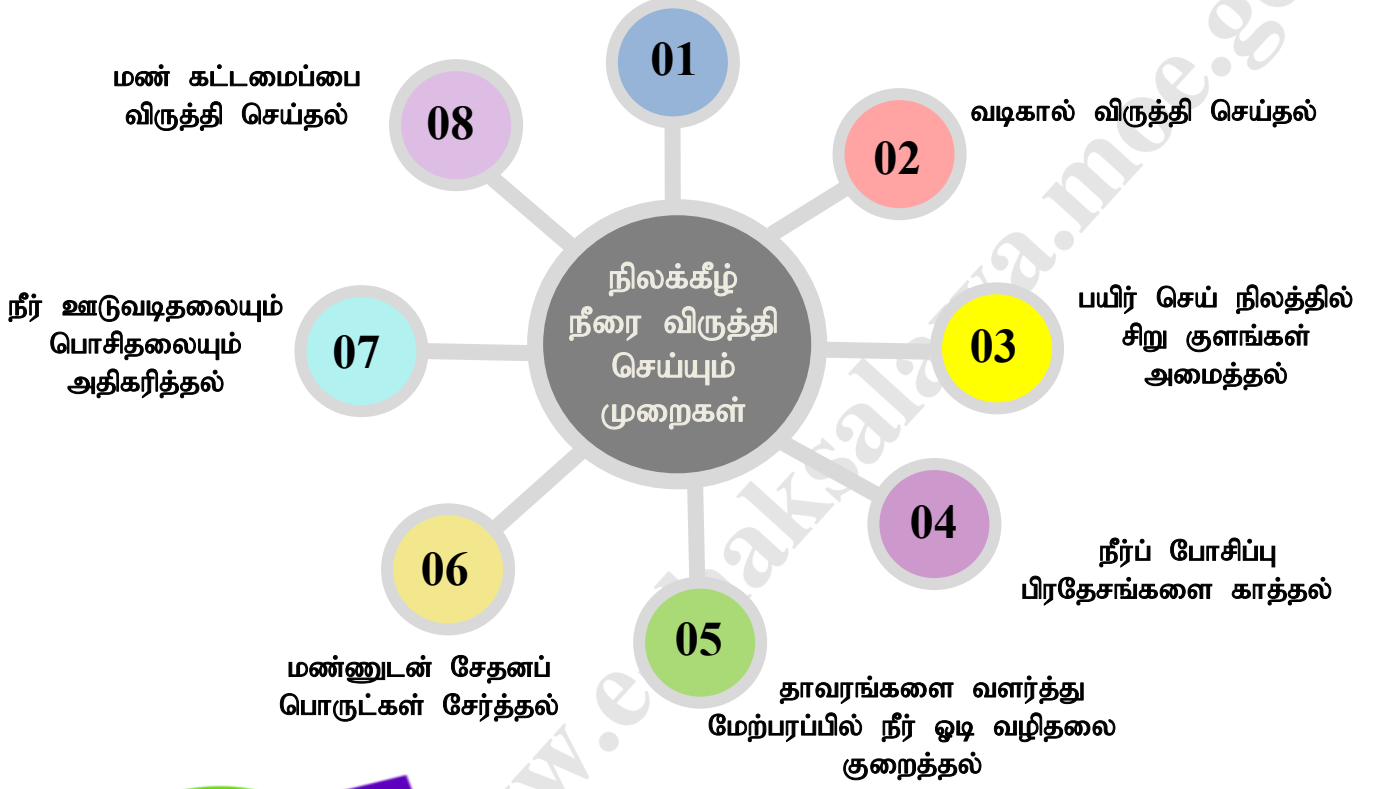 01
வடிகால் விருத்தி செய்தல்
02
பயிர் செய் நிலத்தில்
சிறு குளங்கள்
அமைத்தல்
03
நீர்ப் போசிப்பு
பிரதேசங்களை காத்தல்
04
தாவரங்களை வளர்த்து
மேற்பரப்பில் நீர் ஓடி வழிதலை
குறைத்தல்
05
மண்ணுடன் சேதனப்
பொருட்கள் சேர்த்தல்
06
நீர் ஊடுவடிதலையும்
பொசிதலையும்
அதிகரித்தல்
07
மண் கட்டமைப்பை
விருத்தி செய்தல்
08
நிலக்கீழ்
நீரை விருத்தி
செய்யும்
முறைகள்